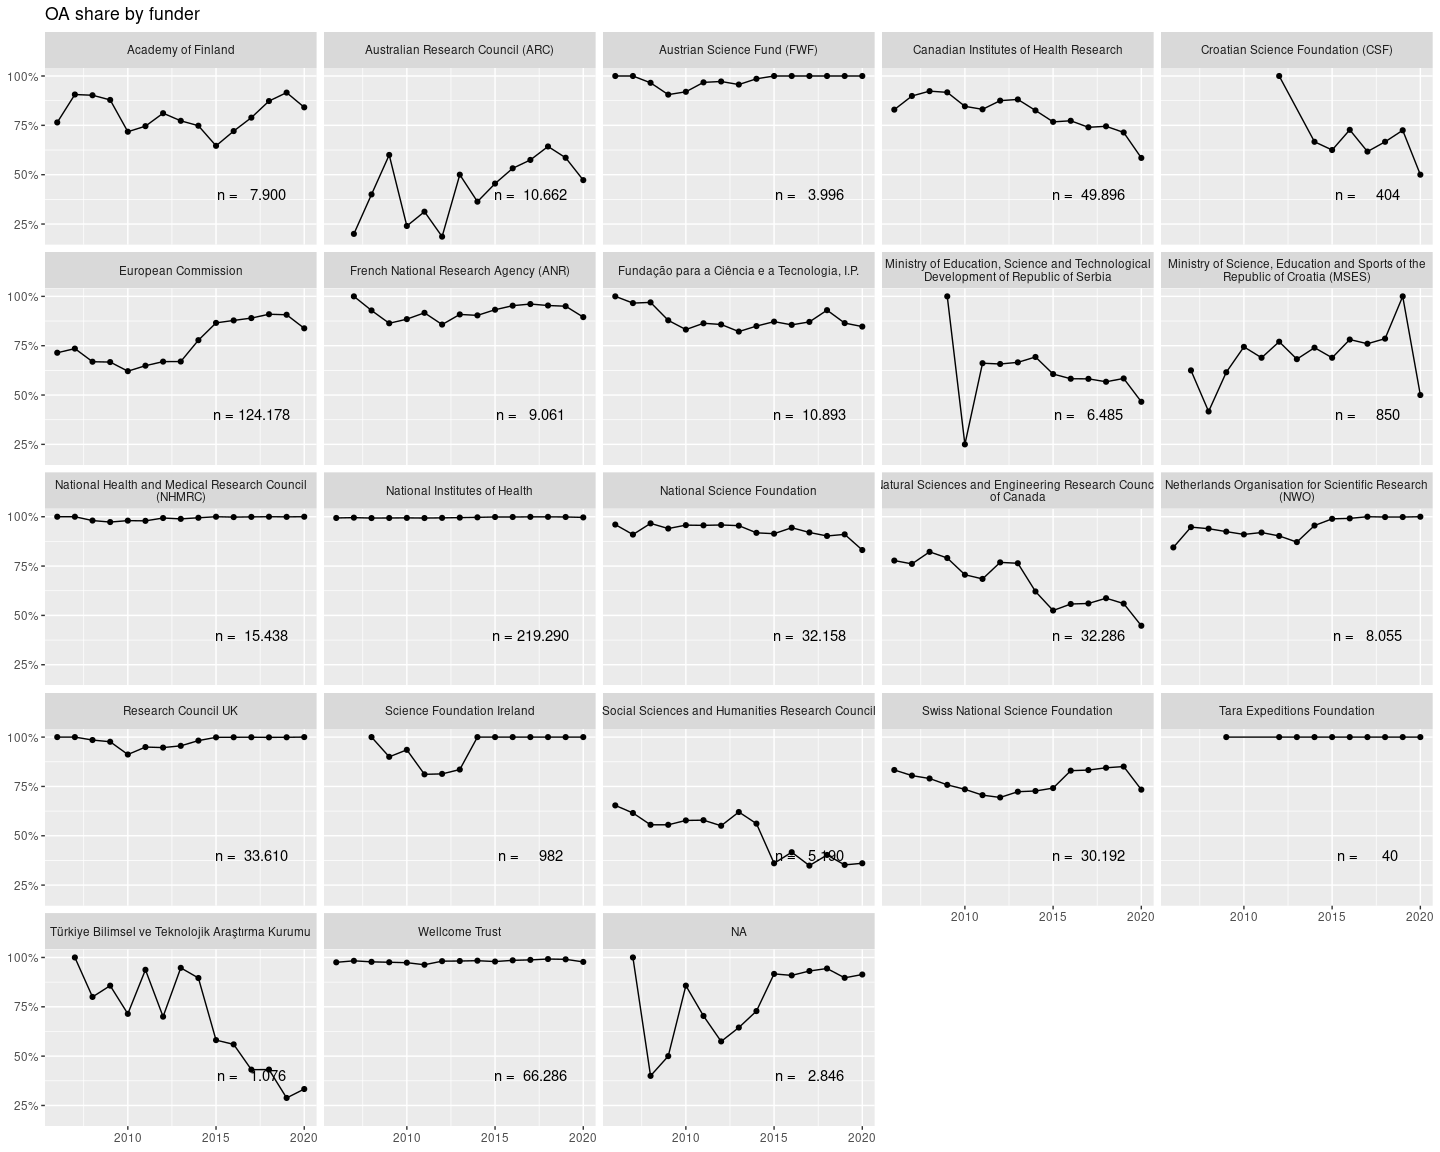 OA share by funder
Academy of Finland
Australian Research Council (ARC)
Austrian Science Fund (FWF)
Canadian Institutes of Health Research
Croatian Science Foundation (CSF)
100%
75%
50%
25%
n = 7.900
n = 10.662
n = 3.996
n = 49.896
n = 404
European Commission
French National Research Agency (ANR)
Fundação para a Ciência e a Tecnologia, I.P.
Ministry of Education, Science and Technological
Development of Republic of Serbia
Ministry of Science, Education and Sports of the
Republic of Croatia (MSES)
100%
75%
50%
25%
n = 124.178
n = 9.061
n = 10.893
n = 6.485
n = 850
National Health and Medical Research Council
(NHMRC)
National Institutes of Health
National Science Foundation
latural Sciences and Engineering Research Counc
of Canada
Netherlands Organisation for Scientific Research
(NWO)
100%
75%
50%
25%
n = 15.438
n = 219.290
n = 32.158
n = 32.286
n = 8.055
Research Council UK
Science Foundation Ireland
Social Sciences and Humanities Research Council
Swiss National Science Foundation
Tara Expeditions Foundation
100%
75%
50%
25%
n = 33.610
n = 982
n = 5.190
n = 30.192
n = 40
2010 2015 2020
2010 2015 2020
Türkiye Bilimsel ve Teknolojik Araştırma Kurumu
Wellcome Trust
NA
100%
75%
50%
25%
n = 1.076
n = 66.286
n = 2.846
2010 2015 2020
2010 2015 2020
2010 2015 2020